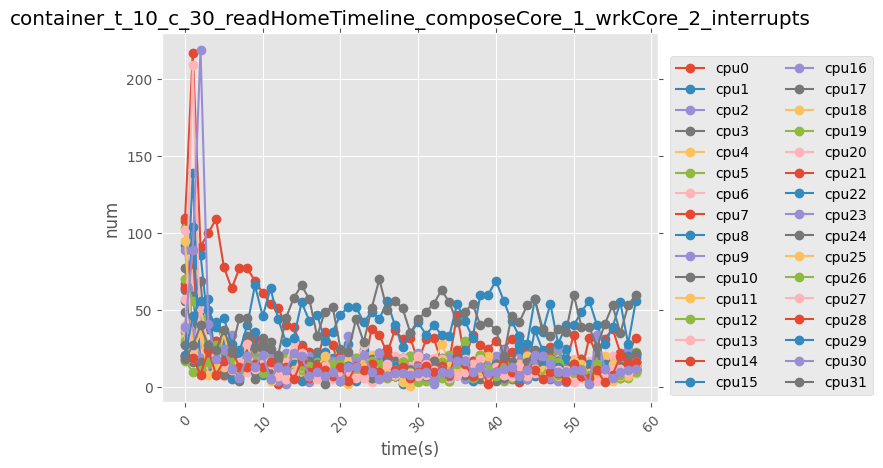 container_t_10_c_30_readHomeTimeline_composeCore_1_wrkCore_2_interrupts
num
200
150
100
50
0
0
10
20
30
40
50
60
time(s)
cpu0
cpu1
cpu2
cpu3
cpu4
cpu5
cpu6
cpu7
cpu8
cpu9
cpu10
cpu11
cpu12
cpu13
cpu14
cpu15
cpu16
cpu17
cpu18
cpu19
cpu20
cpu21
cpu22
cpu23
cpu24
cpu25
cpu26
cpu27
cpu28
cpu29
cpu30
cpu31